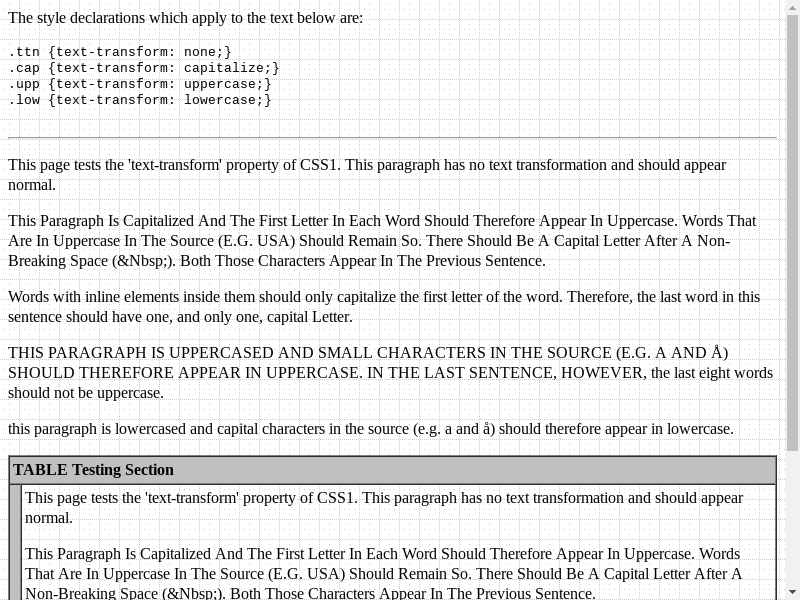 The style declarations which apply to the text below are:
.ttn {text-transform: none;}
.cap {text-transform: capitalize;}
.upp {text-transform: uppercase;}
.low {text-transform: lowercase;}
This page tests the 'text-transform' property of CSS1. This paragraph has no text transformation and should appear
normal.
This Paragraph Is Capitalized And The First Letter In Each Word Should Therefore Appear In Uppercase. Words That
Are In Uppercase In The Source (E.G. USA) Should Remain So. There Should Be A Capital Letter After A Non-
Breaking Space (&Nbsp;). Both Those Characters Appear In The Previous Sentence.
Words with inline elements inside them should only capitalize the first letter of the word. Therefore, the last word in this
sentence should have one, and only one, capital Letter.
THIS PARAGRAPH IS UPPERCASED AND SMALL CHARACTERS IN THE SOURCE (E.G. A AND Å)
SHOULD THEREFORE APPEAR IN UPPERCASE. IN THE LAST SENTENCE, HOWEVER, the last eight words
should not be uppercase.
this paragraph is lowercased and capital characters in the source (e.g. a and å) should therefore appear in lowercase.
TABLE Testing Section
This page tests the 'text-transform' property of CSS1. This paragraph has no text transformation and should appear
normal.
This Paragraph Is Capitalized And The First Letter In Each Word Should Therefore Appear In Uppercase. Words
That Are In Uppercase In The Source (E.G. USA) Should Remain So. There Should Be A Capital Letter After A
Non-Breaking Space (&Nbsp;). Both Those Characters Appear In The Previous Sentence.